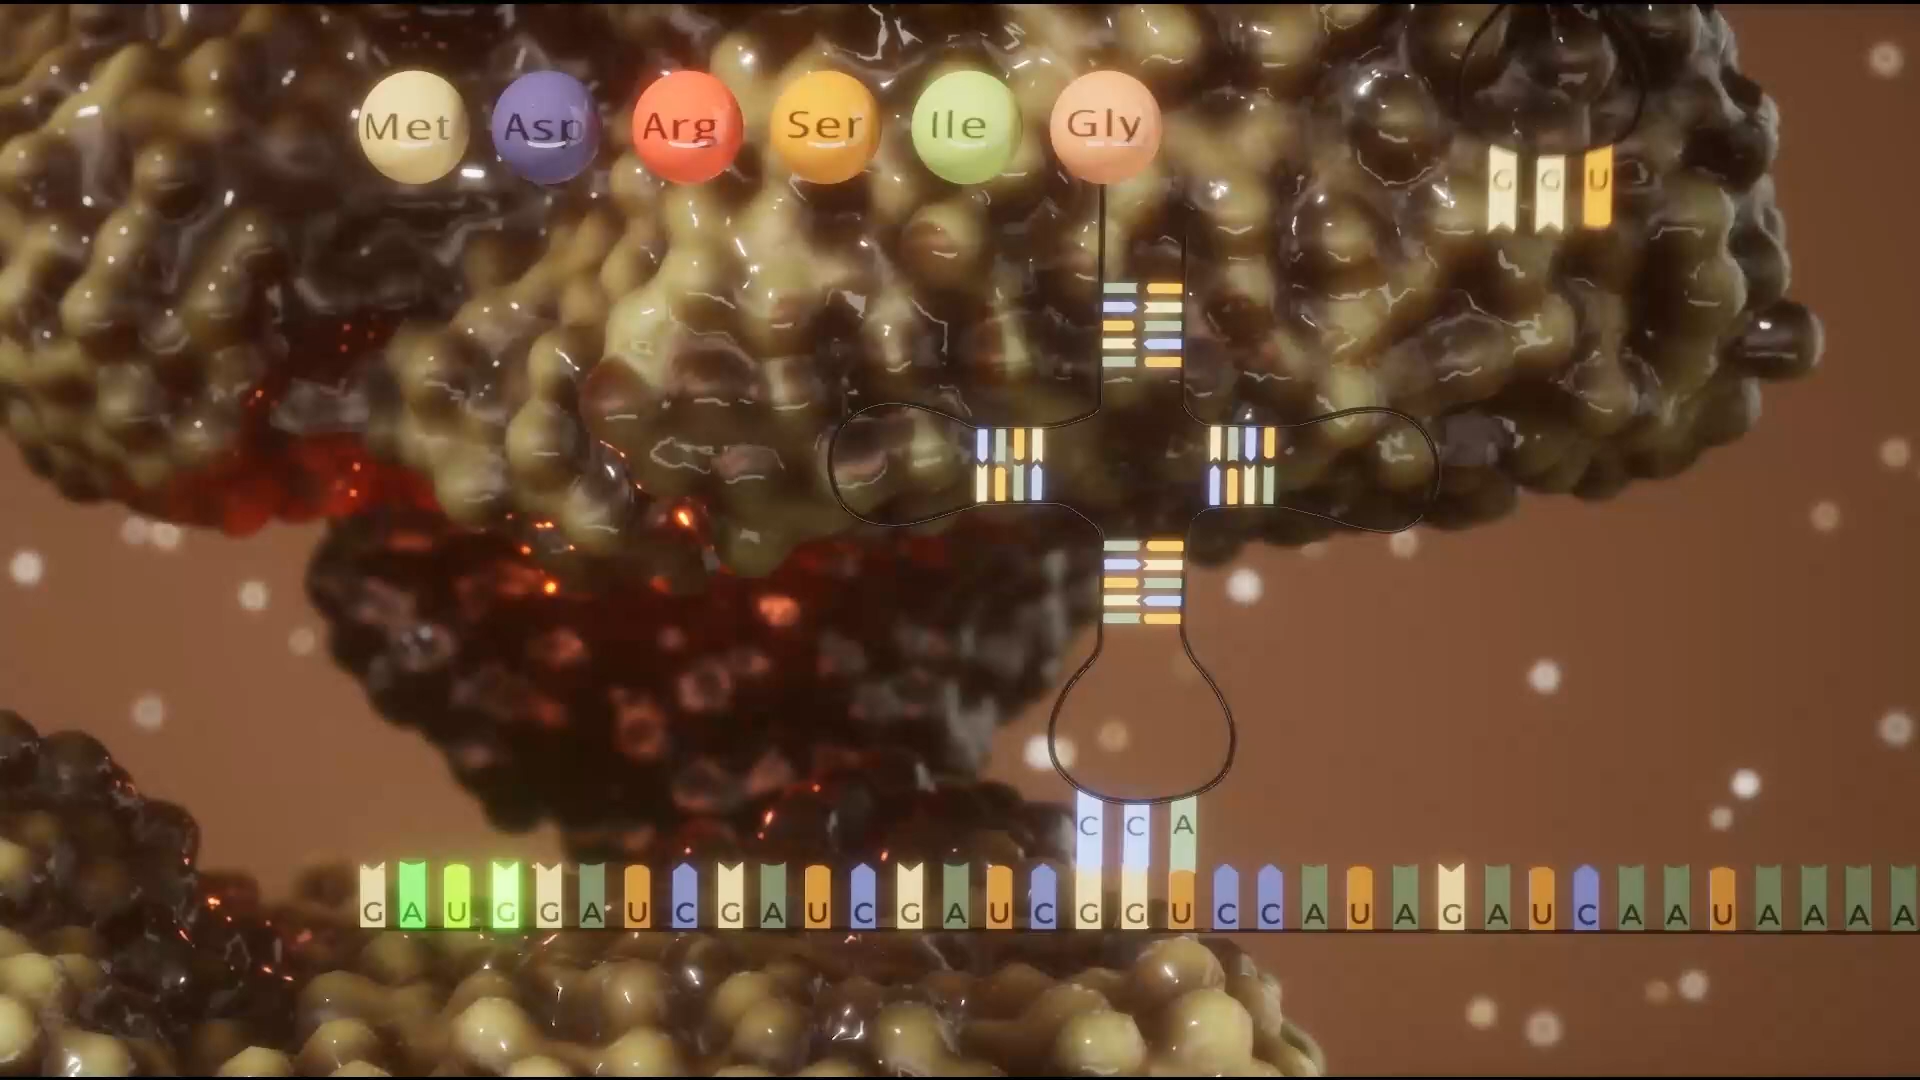 Met Asp Arg Ser Ile Gly
G G U
C C A
G A U G G A U C G A U C G A U C G G U C C A U A G A U C A A U A A A A